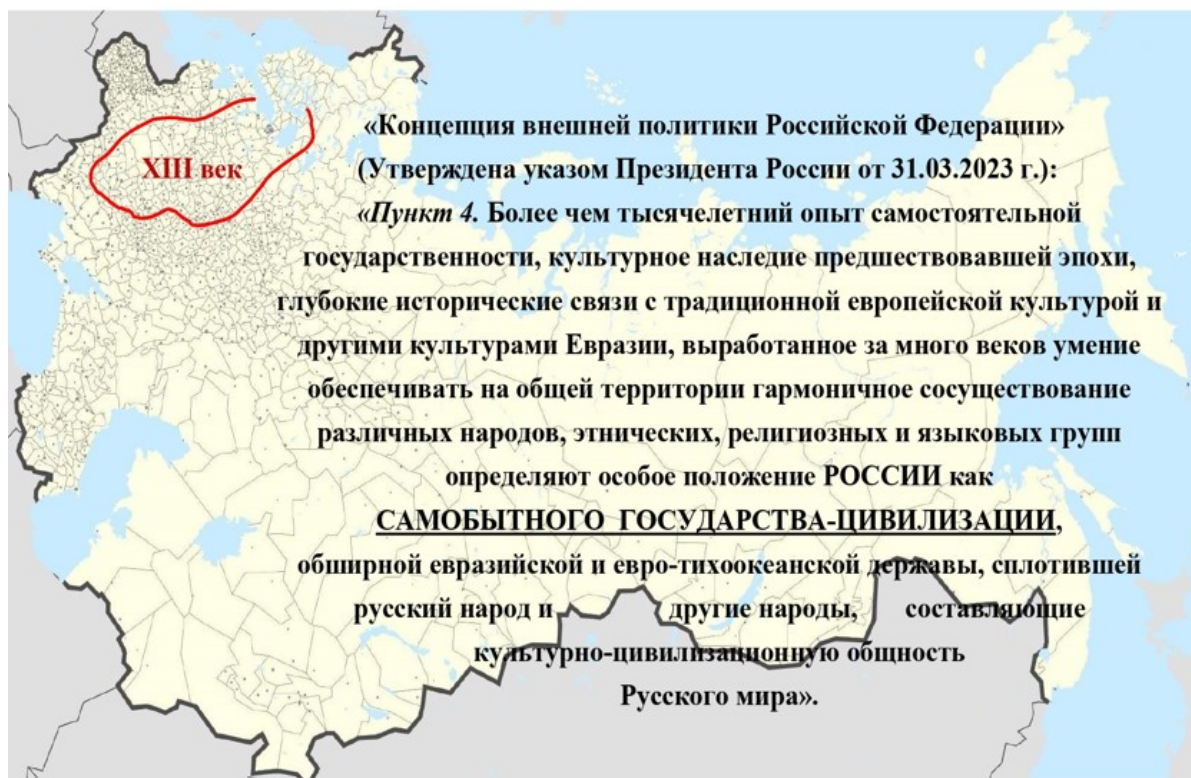 «Концепция внешней политики Российской Федерации»
XIII век
(Утверждена указом Президента России от 31.03.2023 г.):
«Пункт 4. Более чем тысячелетний опыт самостоятельной
государственности, культурное наследие предшествовавшей эпохи,
глубокие исторические связи с традиционной европейской культурой и
другими культурами Евразии, выработанное за много веков умение
обеспечивать на общей территории гармоничное сосуществование
различных народов, этнических, религиозных и языковых групп
определяют особое положение РОССИИ как
САМОБЫТНОГО ГОСУДАРСТВА-ЦИВИЛИЗАЦИИ,
обширной евразийской и евро-тихоокеанской державы, сплотившей
русский народ и другие народы, составляющие
культурно-цивилизационную общность
Русского мира».